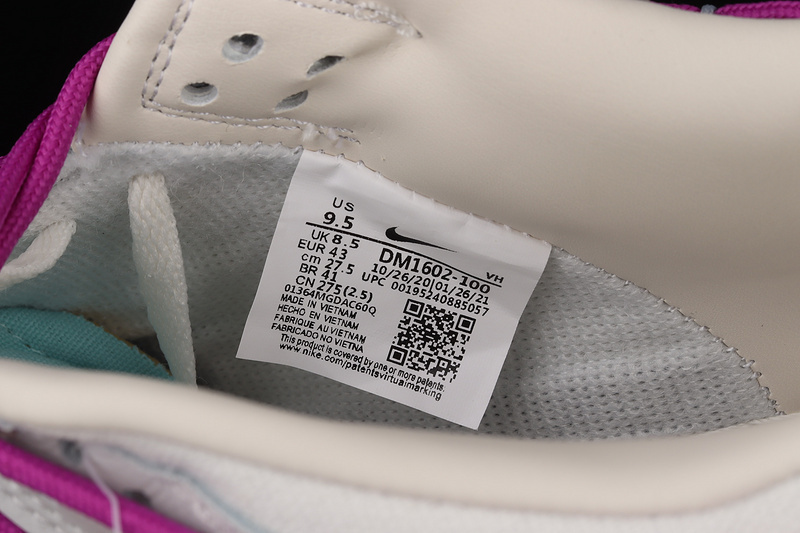 US
9.5
UK 8.5
EUR 43
cm 27.5
BR 41
CN 275(2.5)
DM1602-100
VH
10/26/20|01/26/21
UPC 00195240885057
01364MGDAC60Q
MADE IN VIETNAM
HECHO EN VIETNAM
FABRIQUE AU VIETNAM
FABRICADO NO VIETNA
This product is covered by one or more patents.
www.nike.com/patentsvirtualmarking